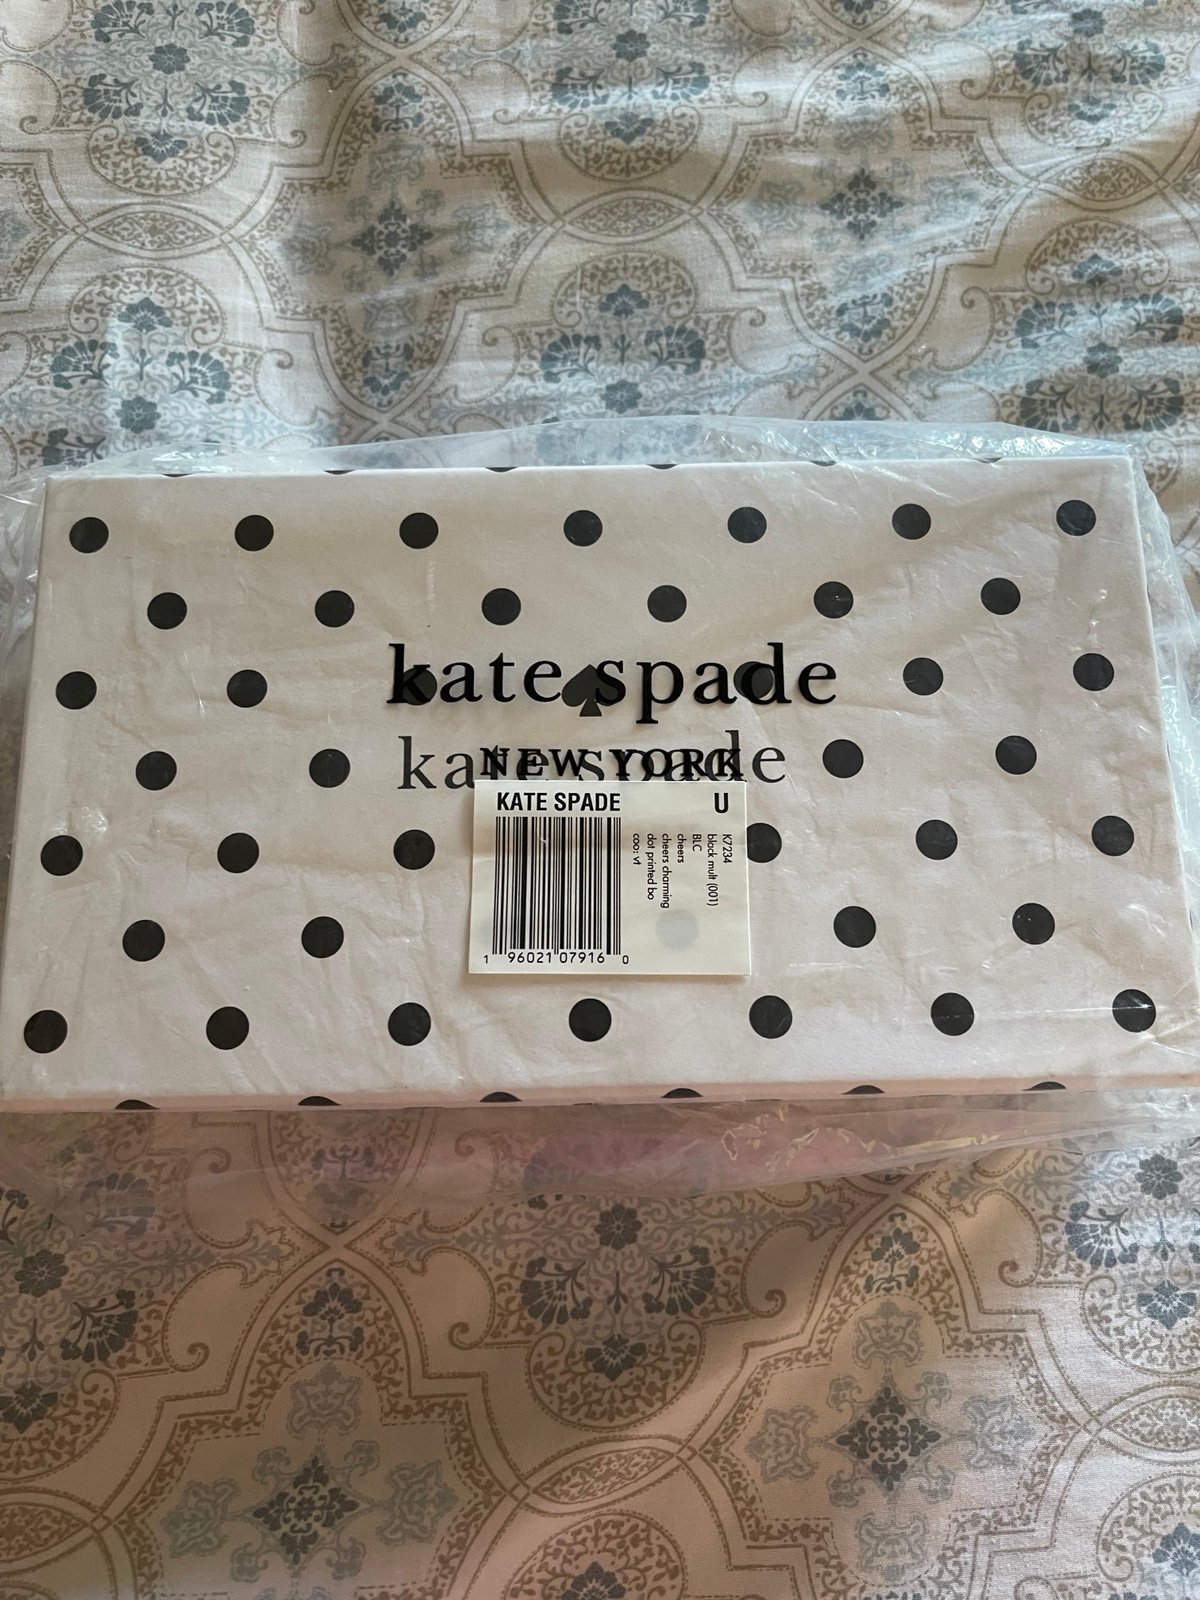 kate spade
NEW YORK
kate spade
KATE SPADE U
K7234
black mult (001)
BLC
cheers
cheers charming
dot printed bo
coo: vt
1 96021 07916 0